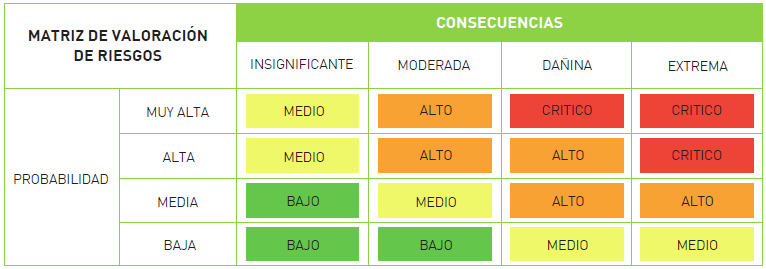 MATRIZ DE VALORACIÓN
DE RIESGOS
CONSECUENCIAS
INSIGNIFICANTE MODERADA DAÑINA EXTREMA
PROBABILIDAD
MUY ALTA MEDIO ALTO CRITICO CRITICO
ALTA MEDIO ALTO ALTO CRITICO
MEDIA BAJO MEDIO ALTO ALTO
BAJA BAJO BAJO MEDIO MEDIO